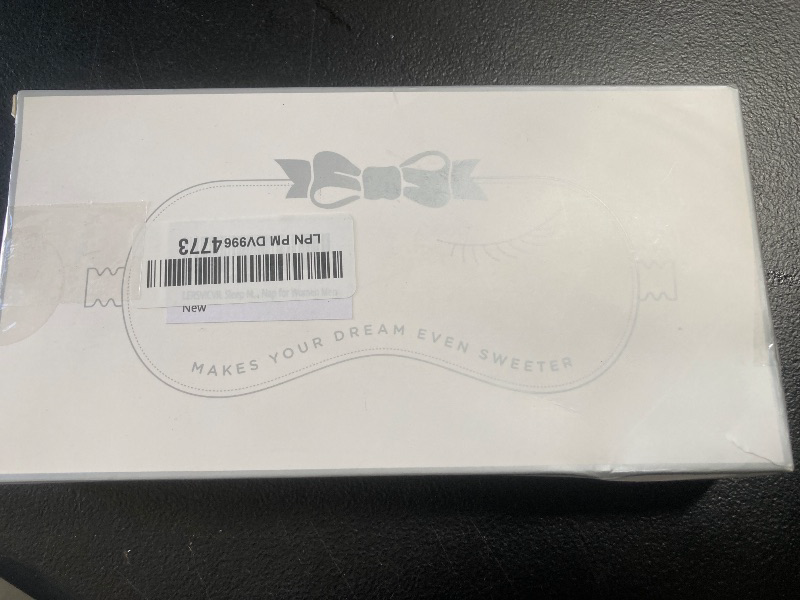 LPN PM DV9964773
New
MAKES YOUR DREAM EVEN SWEETER